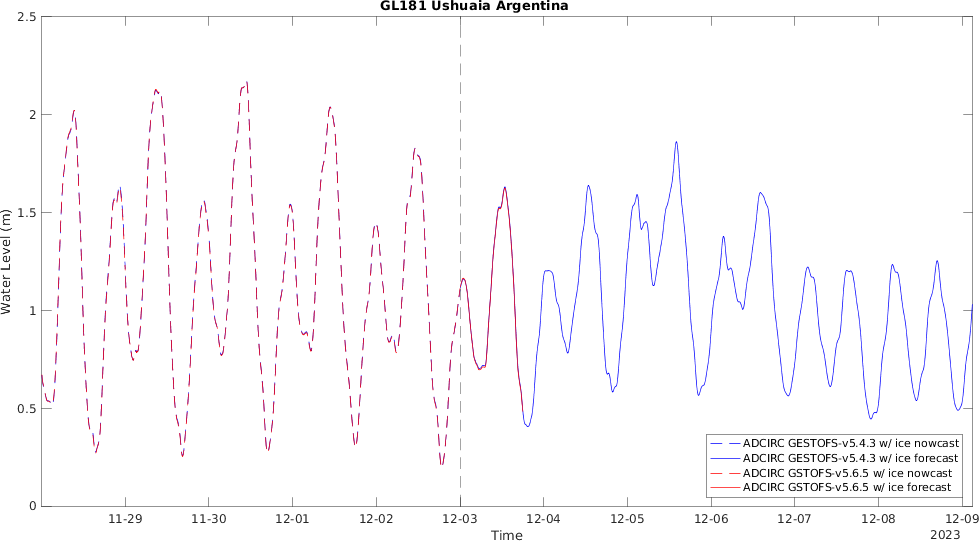 GL181 Ushuaia Argentina
2.5
2
1.5
1
0.5
0
Water Level (m)
11-29
11-30
12-01
12-02
12-03
12-04
12-05
12-06
12-07
12-08
12-09
Time
2023
ADCIRC GESTOFS-v5.4.3 w/ ice nowcast
ADCIRC GESTOFS-v5.4.3 w/ ice forecast
ADCIRC GSTOFS-v5.6.5 w/ ice nowcast
ADCIRC GSTOFS-v5.6.5 w/ ice forecast